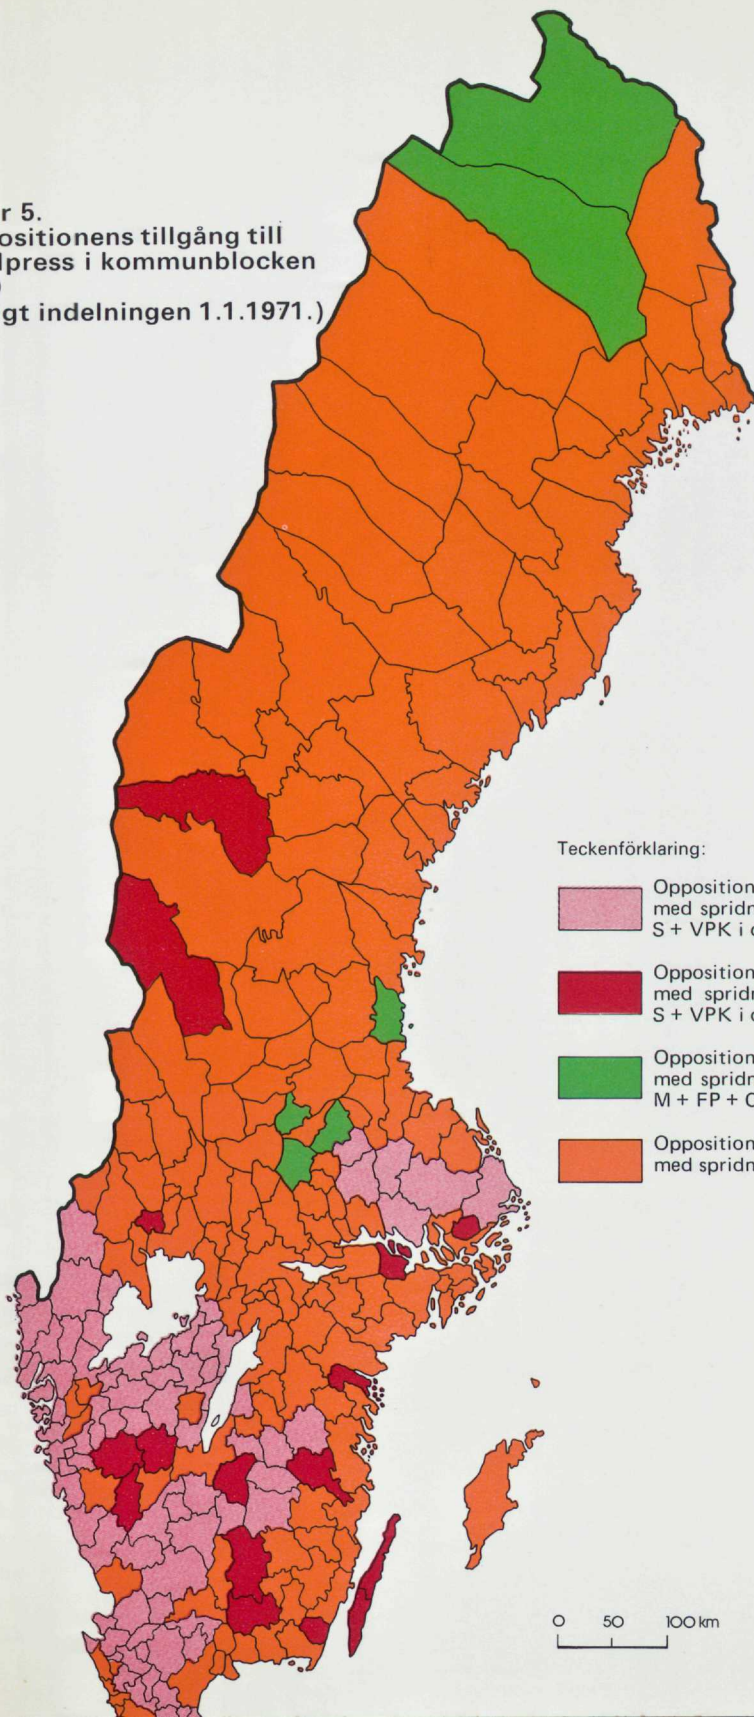 r 5.
ositionens tillgång till
lpress i kommunblocken
)
gt indelningen 1.1.1971.)
Teckenförklaring:
Opposition
med spridn
S + VPK i
Opposition
med spridn
S + VPK i
Opposition
med spridn
M + FP + C
Opposition
med spridn
0 50 100 km